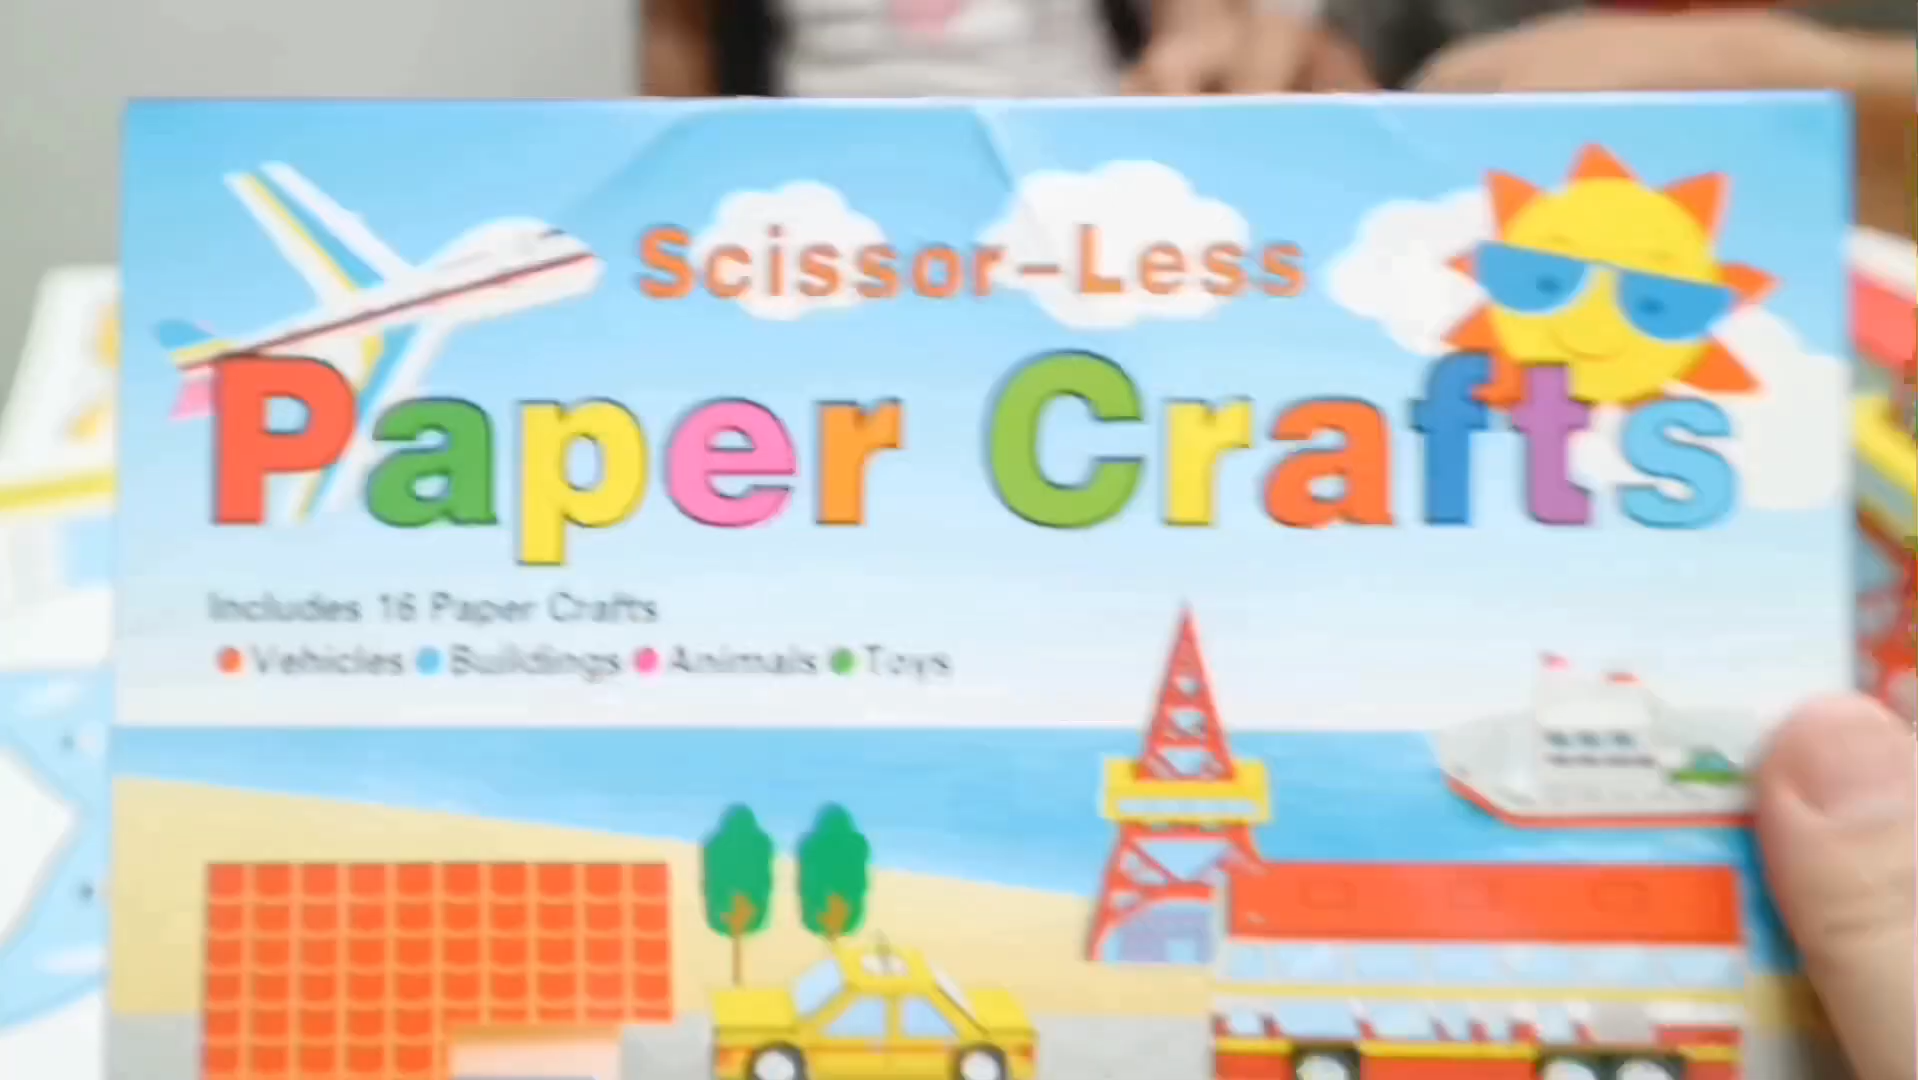 Scissor-Less
Paper Crafts
Includes 16 Paper Crafts
Vehicles Buildings Animals Toys